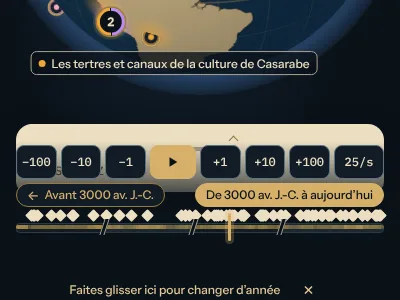 2
Les tertres et canaux de la culture de Casarabe
−100 −10 −1 +1 +10 +100 25/s
← Avant 3000 av. J.-C. De 3000 av. J.-C. à aujourd’hui
Faites glisser ici pour changer d’année ×